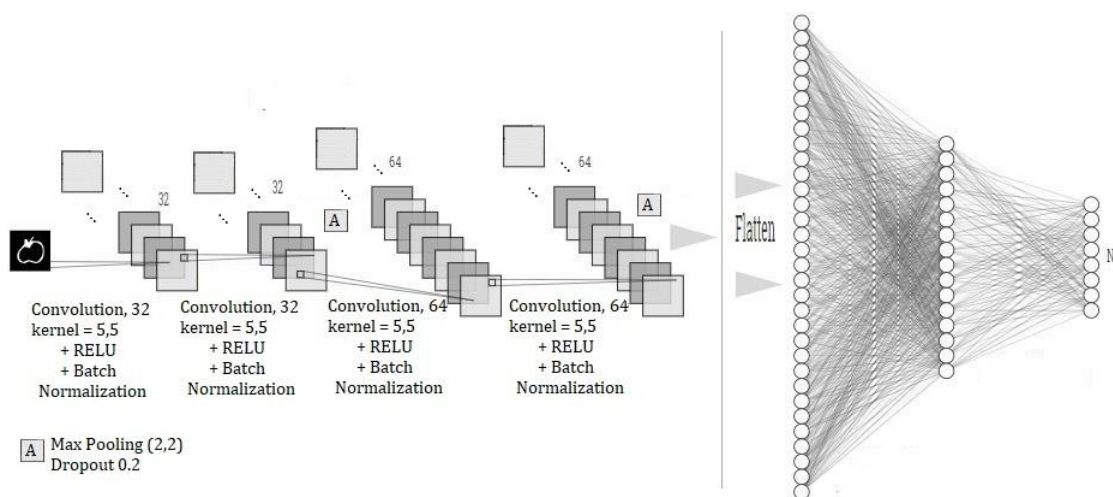 64
64
32
32
A
A
Flatten
N
Convolution, 32
kernel = 5,5
+ RELU
+ Batch
Normalization
Convolution, 32
kernel = 5,5
+ RELU
+ Batch
Normalization
Convolution, 64
kernel = 5,5
+ RELU
+ Batch
Normalization
Convolution, 64
kernel = 5,5
+ RELU
+ Batch
Normalization
A Max Pooling (2,2)
Dropout 0.2